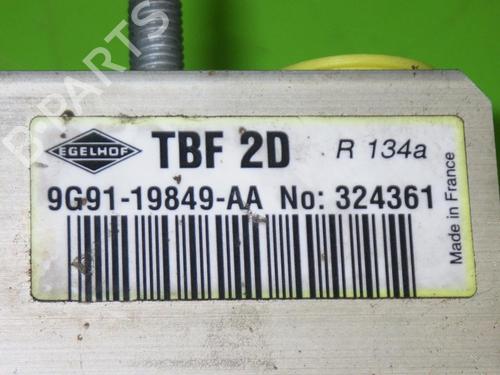 EGELHOF
TBF 2D
R 134a
9G91-19849-AA No: 324361
Made in France
B PARTS